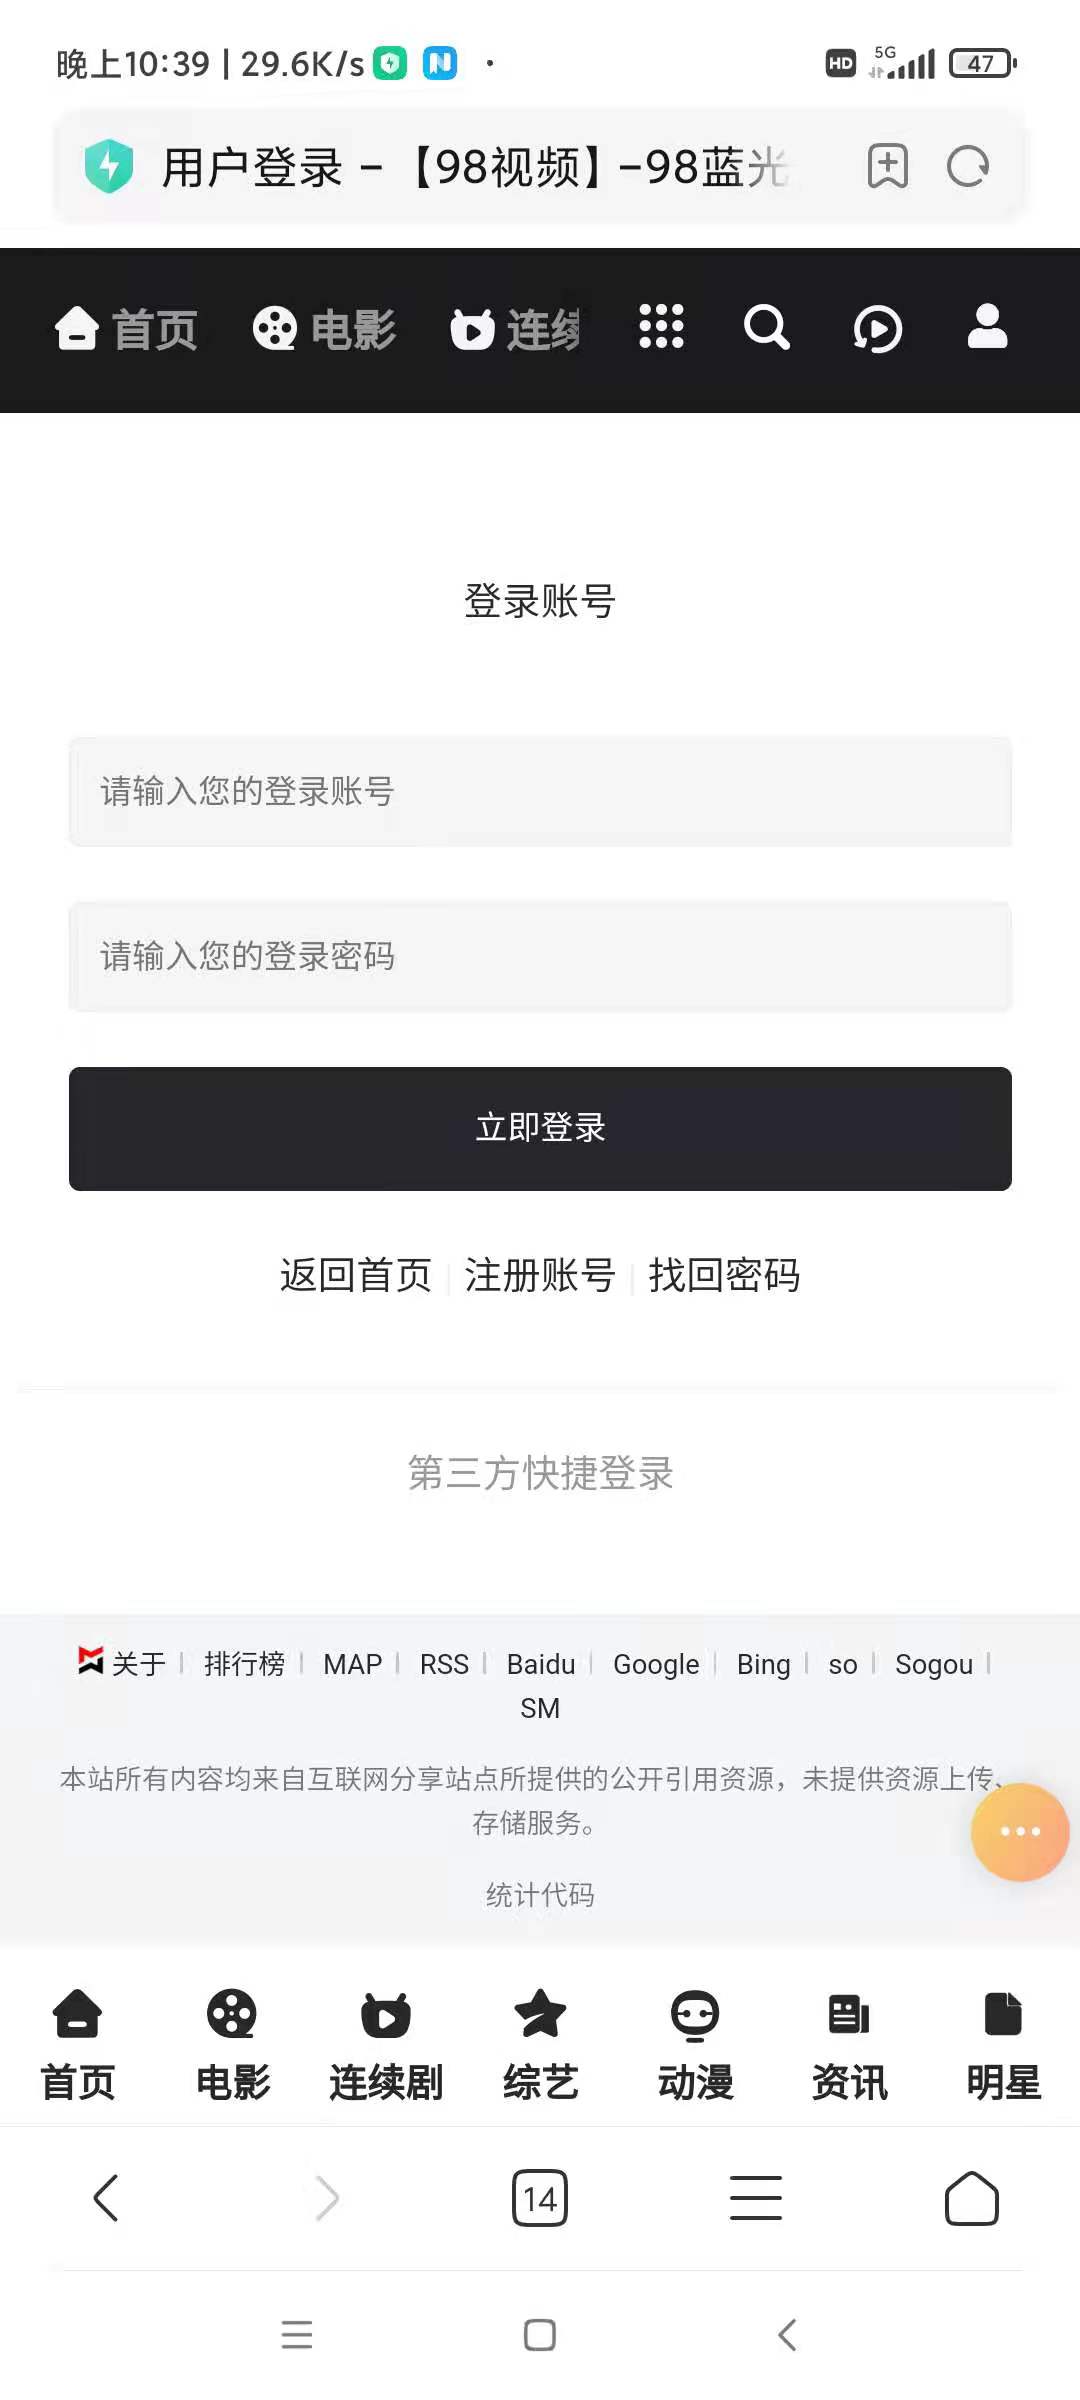 晚上10:39 | 29.6K/s
HD 5G 47
用户登录 -【98视频】-98蓝光
首页 电影 连续
登录账号
请输入您的登录账号
请输入您的登录密码
立即登录
返回首页 注册账号 找回密码
第三方快捷登录
关于 排行榜 MAP RSS Baidu Google Bing so Sogou
SM
本站所有内容均来自互联网分享站点所提供的公开引用资源，未提供资源上传、
存储服务。
统计代码
首页 电影 连续剧 综艺 动漫 资讯 明星
14